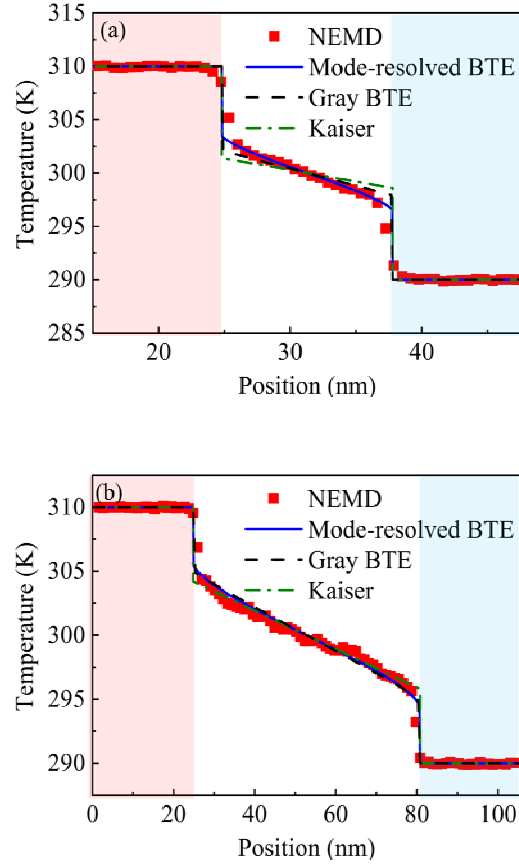 (a)
NEMD
Mode-resolved BTE
Gray BTE
Kaiser
310
305
300
295
290
285
Temperature (K)
20 30 40
Position (nm)
(b)
NEMD
Mode-resolved BTE
Gray BTE
Kaiser
310
305
300
295
290
Temperature (K)
0 20 40 60 80 100
Position (nm)